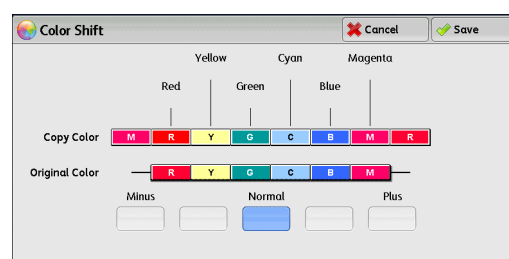 Color Shift Cancel Save
Yellow Cyan Magenta
Red Green Blue
Copy Color M R Y G C B M R
Original Color R Y G C B M
Minus Normal Plus